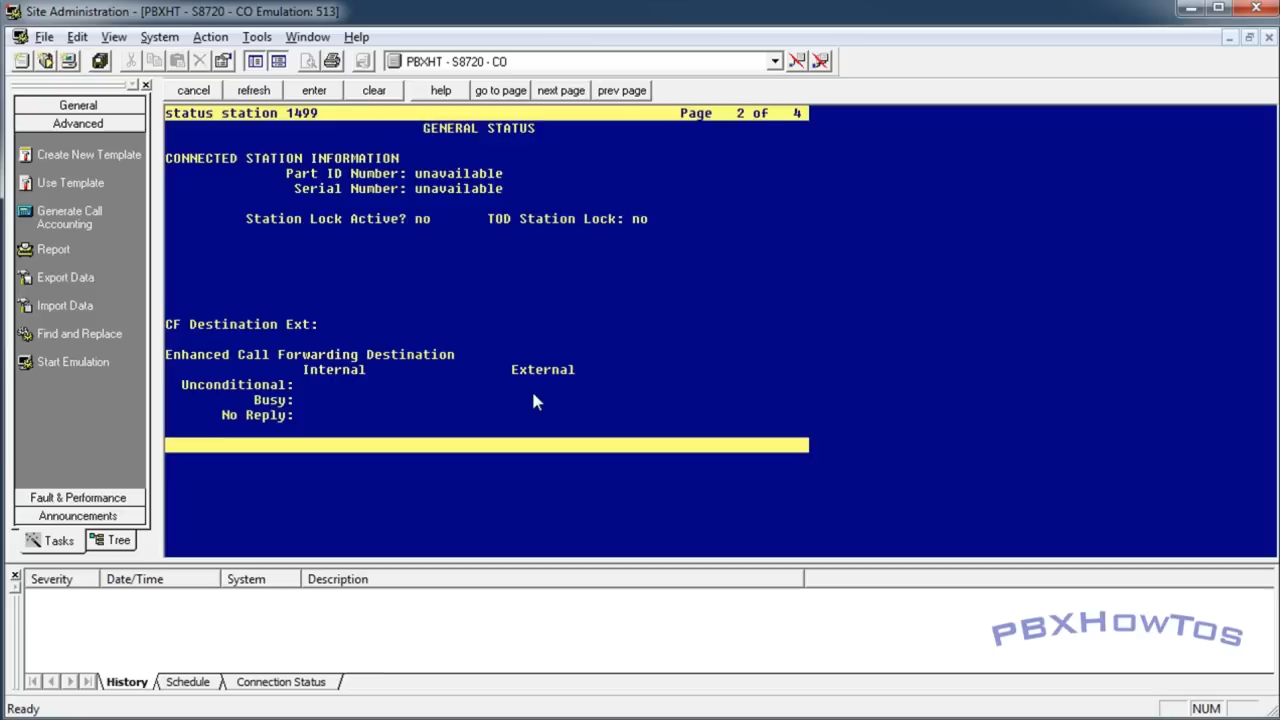 Site Administration - [PBXHT - S8720 - CO Emulation: 513]
File Edit View System Action Tools Window Help
PBXHT - S8720 - CO
cancel refresh enter clear help go to page next page prev page
General
Advanced
Create New Template
Use Template
Generate Call
Accounting
Report
Export Data
Import Data
Find and Replace
Start Emulation
Fault & Performance
Announcements
Tasks Tree
status station 1499 Page 2 of 4
GENERAL STATUS
CONNECTED STATION INFORMATION
Part ID Number: unavailable
Serial Number: unavailable
Station Lock Active? no TOD Station Lock: no
CF Destination Ext:
Enhanced Call Forwarding Destination
Internal External
Unconditional:
Busy:
No Reply:
Severity Date/Time System Description
PBXHowTos
History Schedule Connection Status
Ready NUM